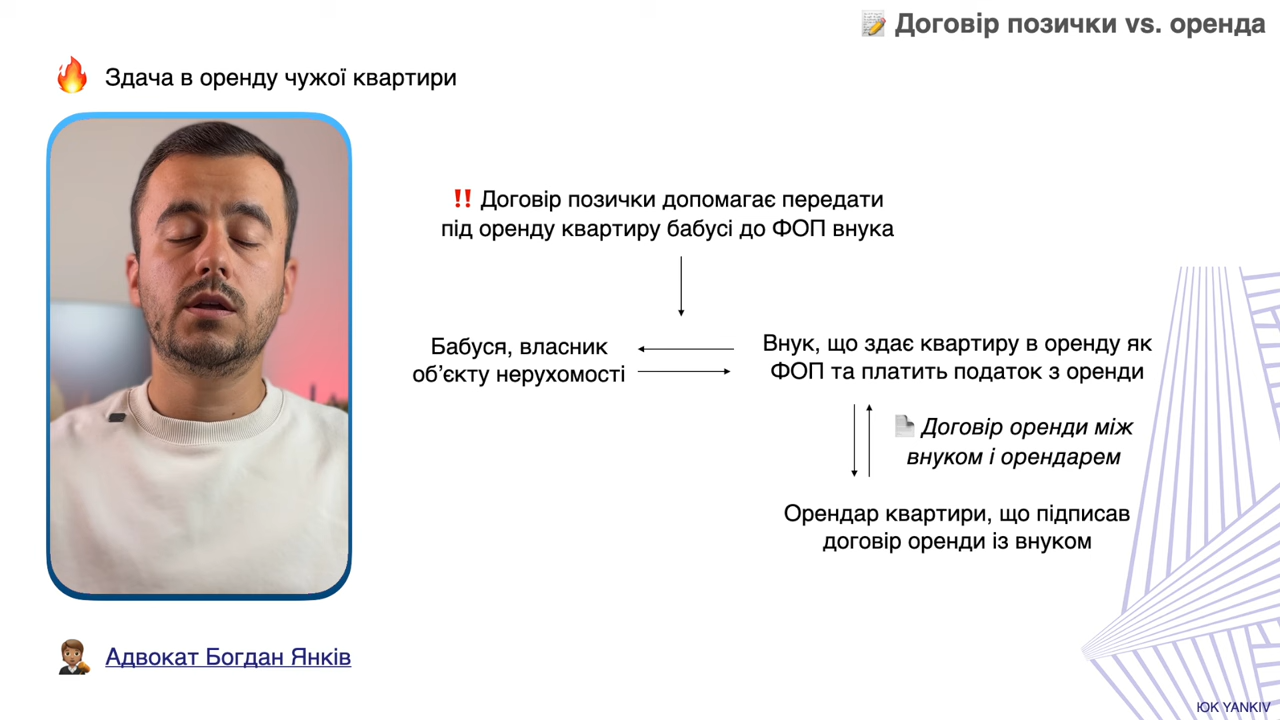 Договір позички vs. оренда
Здача в оренду чужої квартири
‼️ Договір позички допомагає передати
під оренду квартиру бабусі до ФОП внука
Бабуся, власник
об’єкту нерухомості
Внук, що здає квартиру в оренду як
ФОП та платить податок з оренди
Договір оренди між
внуком і орендарем
Орендар квартири, що підписав
договір оренди із внуком
Адвокат Богдан Янків
ЮК YANKIV